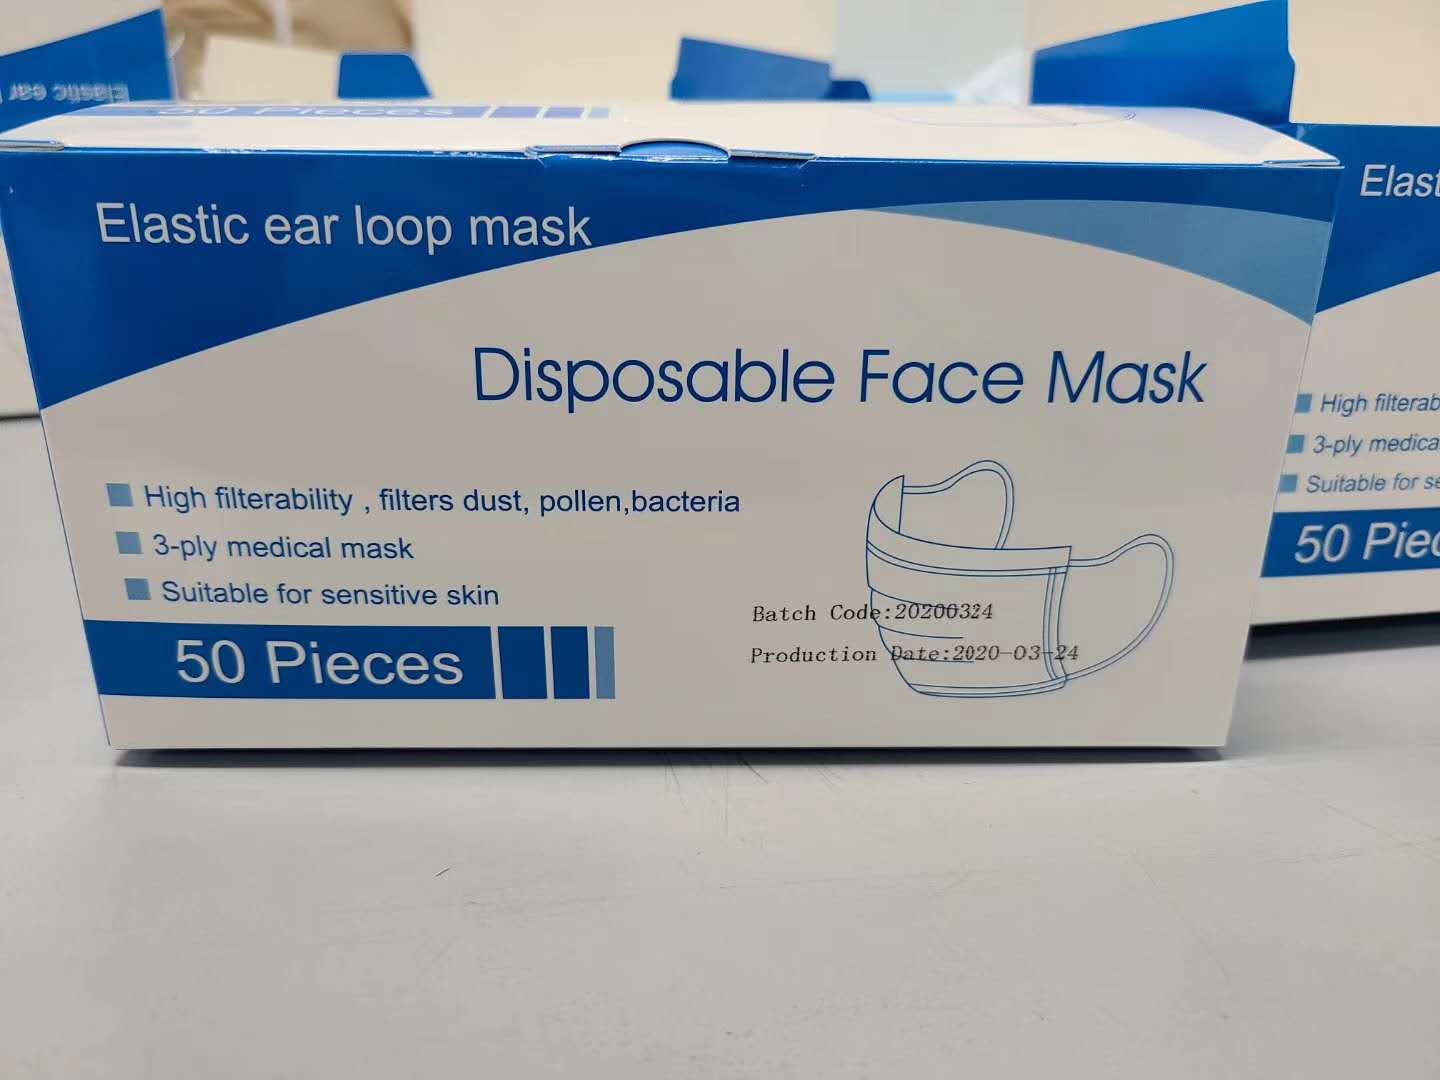 Elastic ear
50 Pieces
Elastic ear loop mask
Disposable Face Mask
High filterability , filters dust, pollen,bacteria
3-ply medical mask
Suitable for sensitive skin
50 Pieces
Batch Code:20200324
Production Date:2020-03-24
Elast
High filterab
3-ply medica
Suitable for se
50 Piec